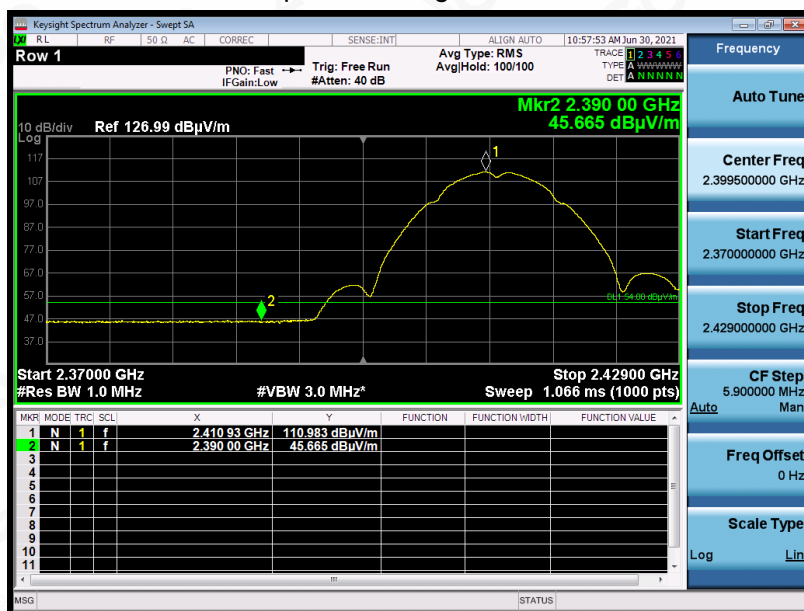 Keysight Spectrum Analyzer - Swept SA
LXI RL RF 50 Ω AC CORREC SENSE:INT ALIGN AUTO 10:57:53 AM Jun 30, 2021
Row 1
PNO: Fast
IFGain:Low
Trig: Free Run
#Atten: 40 dB
Avg Type: RMS
Avg|Hold: 100/100
TRACE 1 2 3 4 5 6
TYPE A WWWWW
DET A N N N N N
Mkr2 2.390 00 GHz
45.665 dBµV/m
10 dB/div Ref 126.99 dBµV/m
Log
117
107
97.0
87.0
77.0
67.0
57.0
47.0
37.0
1
2
DL1 54.00 dBµV/m
Start 2.37000 GHz Stop 2.42900 GHz
#Res BW 1.0 MHz #VBW 3.0 MHz* Sweep 1.066 ms (1000 pts)
MKR MODE TRC SCL X Y FUNCTION FUNCTION WIDTH FUNCTION VALUE
1 N 1 f 2.410 93 GHz 110.983 dBµV/m
2 N 1 f 2.390 00 GHz 45.665 dBµV/m
3
4
5
6
7
8
9
10
11
MSG STATUS
Frequency
Auto Tune
Center Freq
2.399500000 GHz
Start Freq
2.370000000 GHz
Stop Freq
2.429000000 GHz
CF Step
5.900000 MHz
Auto Man
Freq Offset
0 Hz
Scale Type
Log Lin